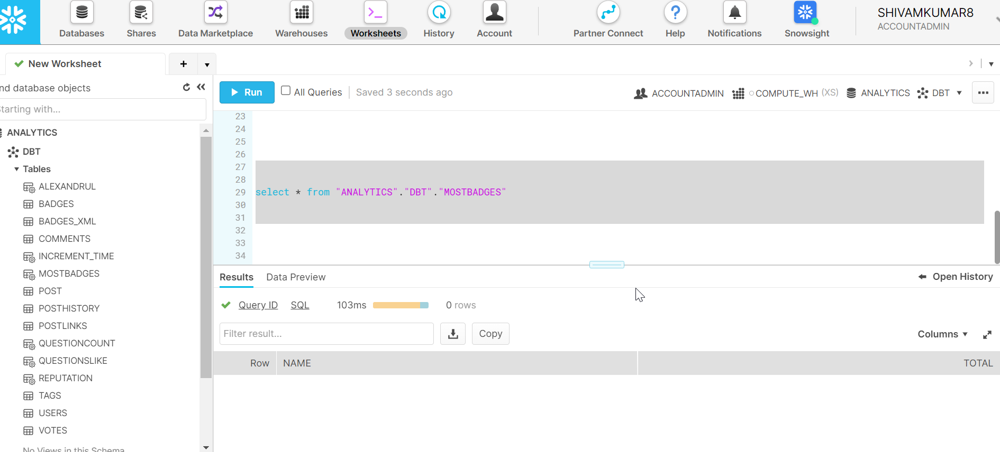 Databases Shares Data Marketplace Warehouses Worksheets History Account Partner Connect Help Notifications Snowsight
SHIVAMKUMAR8
ACCOUNTADMIN
New Worksheet
+
nd database objects
tarting with...
Run All Queries Saved 3 seconds ago
ACCOUNTADMIN COMPUTE_WH (XS) ANALYTICS DBT ...
ANALYTICS
DBT
Tables
ALEXANDRUL
BADGES
BADGES_XML
COMMENTS
INCREMENT_TIME
MOSTBADGES
POST
POSTHISTORY
POSTLINKS
QUESTIONCOUNT
QUESTIONSLIKE
REPUTATION
TAGS
USERS
VOTES
No Views in this Schema
23
24
25
26
27
28
29 select * from "ANALYTICS"."DBT"."MOSTBADGES"
30
31
32
33
34
Results Data Preview Open History
Query ID SQL 103ms 0 rows
Filter result... Copy Columns
Row NAME TOTAL